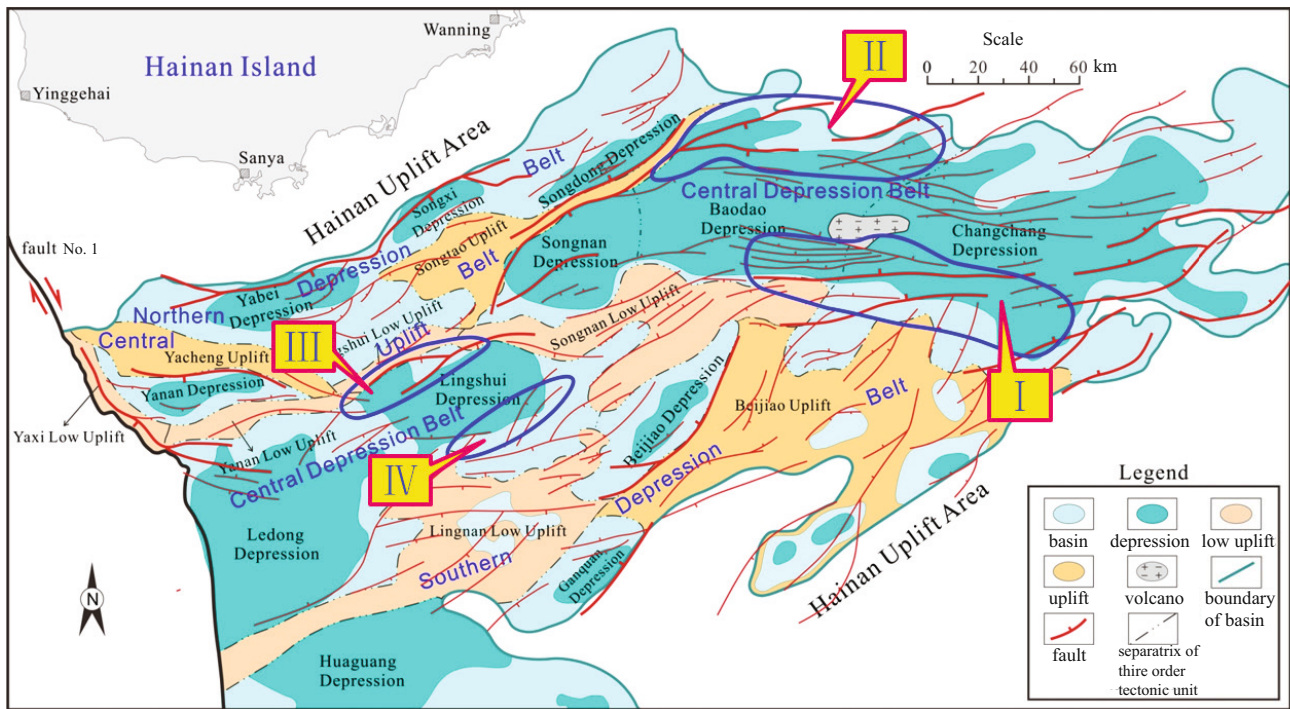 Wanning
Hainan Island
Yinggehai
Sanya
II
Scale
0 30 60 km
Hainan Uplift Area
Belt
Songdong Depression
Central Depression Belt
Baodao
Depression
Changchang
Depression
Songxi
Depression
Songtao Uplift
Belt
Songnan
Depression
fault No. 1
Depression
Yabei
Depression
Northern
Central
Yacheng Uplift
III
gshui Low Uplift
Uplift
Songnan Low Uplift
Lingshui
Depression
Yanan Depression
Yaxi Low Uplift
Yanan Low Uplift
Central Depression Belt
IV
Beijiao Depression
Beijiao Uplift
Belt
I
Depression
Ledong
Depression
Lingnan Low Uplift
Southern
Ganquan
Depression
Hainan Uplift Area
N
Huaguang
Depression
Legend
basin
depression
low uplift
uplift
volcano
boundary
of basin
fault
separatrix of
thire order
tectonic unit